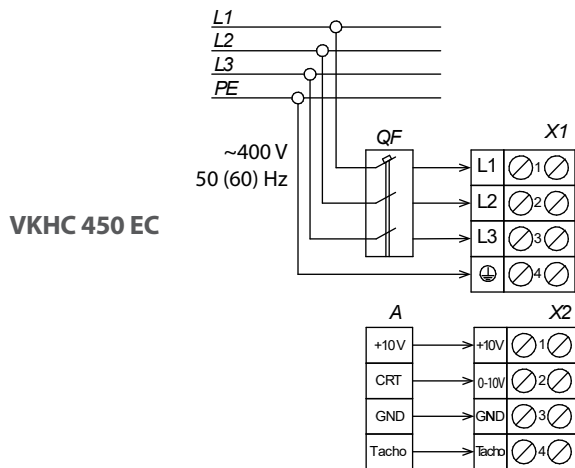 L1
L2
L3
PE
~400 V
50 (60) Hz
VKHC 450 EC
QF
X1
L1 1
L2 2
L3 3
4
A
X2
+10V +10V 1
CRT 0-10V 2
GND GND 3
Tacho Tacho 4